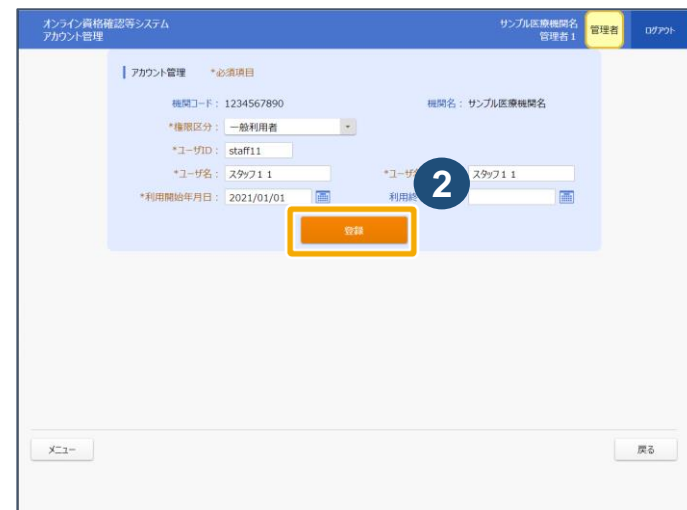 オンライン資格確認等システム
アカウント管理
サンプル医療機関名
管理者1
管理者
ログアウト
アカウント管理 *必須項目
機関コード： 1234567890 機関名： サンプル医療機関名
*権限区分： 一般利用者
*ユーザID： staff11
*ユーザ名： スタッフ11 *ユーザ スタッフ11
*利用開始年月日： 2021/01/01 利用終
2
登録
メニュー 戻る